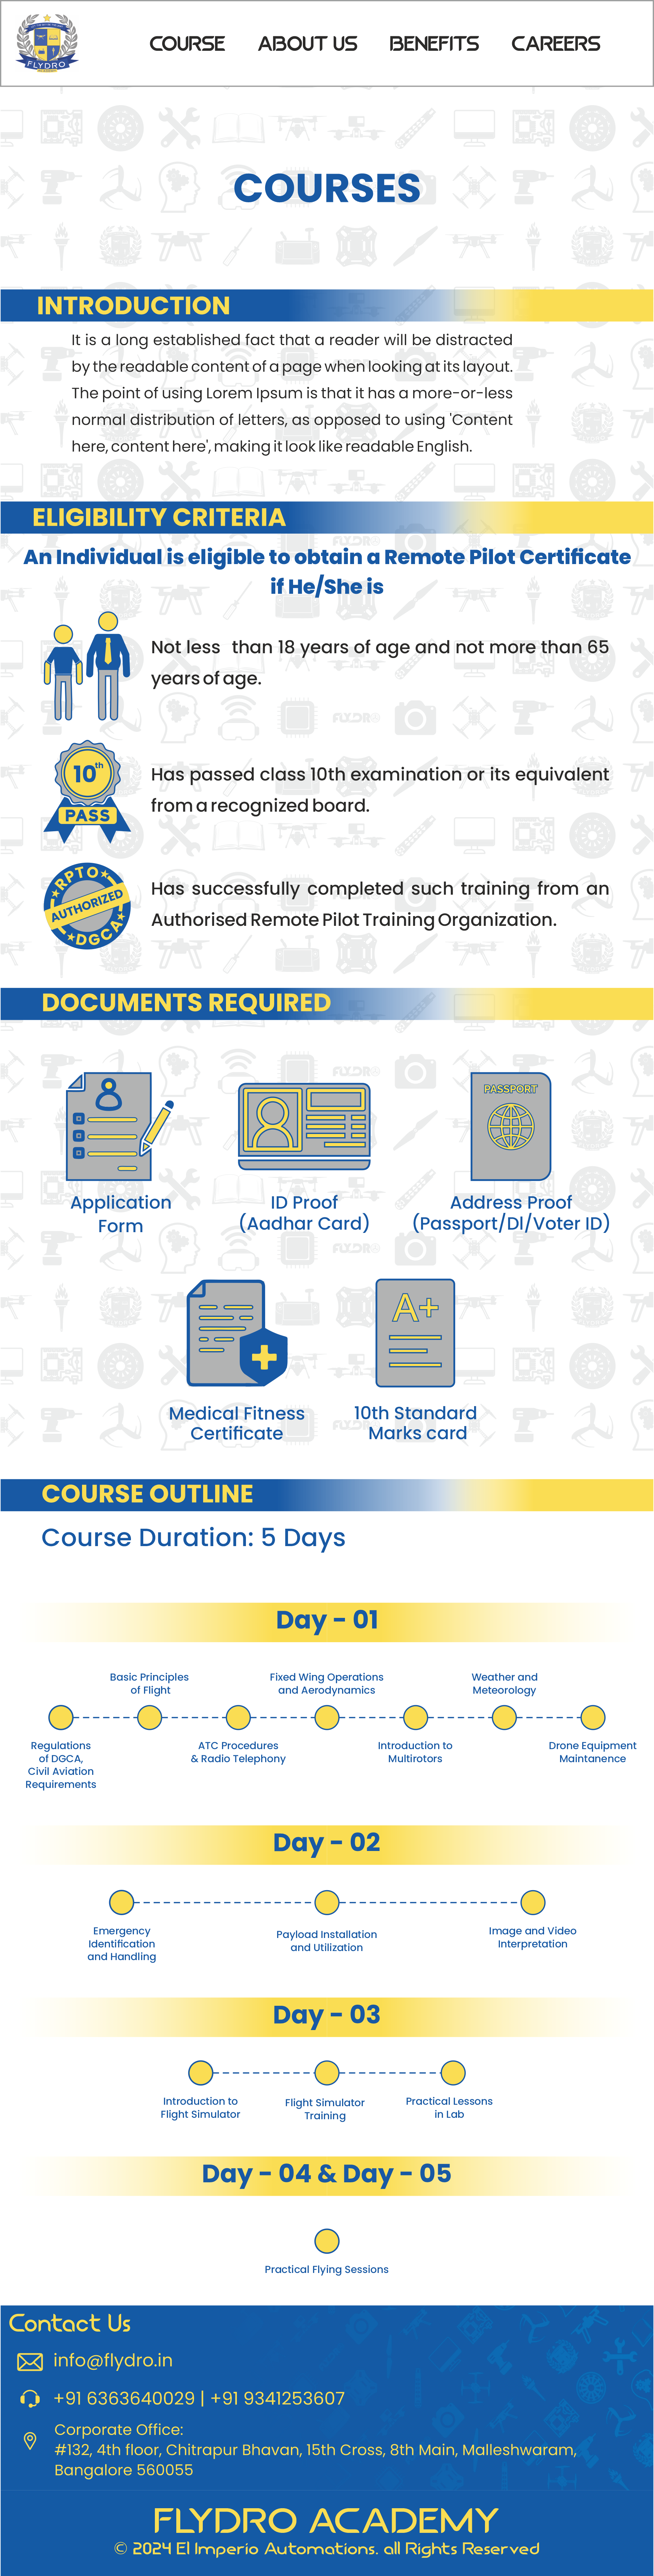 FLYDRO
COURSE ABOUT US BENEFITS CAREERS
COURSES
INTRODUCTION
It is a long established fact that a reader will be distracted
by the readable content of a page when looking at its layout.
The point of using Lorem Ipsum is that it has a more-or-less
normal distribution of letters, as opposed to using 'Content
here, content here', making it look like readable English.
ELIGIBILITY CRITERIA
An Individual is eligible to obtain a Remote Pilot Certificate
if He/She is
Not less than 18 years of age and not more than 65
years of age.
10th
PASS
Has passed class 10th examination or its equivalent
from a recognized board.
RPTO
AUTHORIZED
DGCA
Has successfully completed such training from an
Authorised Remote Pilot Training Organization.
DOCUMENTS REQUIRED
PASSPORT
Application
Form
ID Proof
(Aadhar Card)
Address Proof
(Passport/Dl/Voter ID)
A+
Medical Fitness
Certificate
10th Standard
Marks card
COURSE OUTLINE
Course Duration: 5 Days
Day - 01
Basic Principles
of Flight
Fixed Wing Operations
and Aerodynamics
Weather and
Meteorology
Regulations
of DGCA,
Civil Aviation
Requirements
ATC Procedures
& Radio Telephony
Introduction to
Multirotors
Drone Equipment
Maintanence
Day - 02
Emergency
Identification
and Handling
Payload Installation
and Utilization
Image and Video
Interpretation
Day - 03
Introduction to
Flight Simulator
Flight Simulator
Training
Practical Lessons
in Lab
Day - 04 & Day - 05
Practical Flying Sessions
Contact Us
info@flydro.in
+91 6363640029 | +91 9341253607
Corporate Office:
#132, 4th floor, Chitrapur Bhavan, 15th Cross, 8th Main, Malleshwaram,
Bangalore 560055
FLYDRO ACADEMY
© 2024 El Imperio Automations. all Rights Reserved